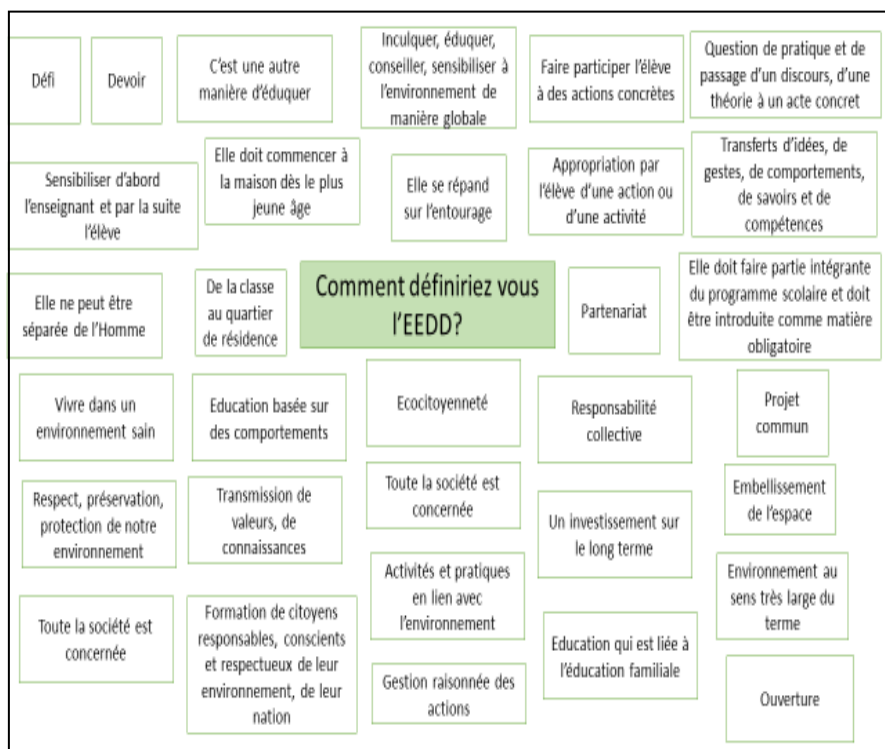 Défi
Devoir
C'est une autre
manière d'éduquer
Inculquer, éduquer,
conseiller, sensibiliser à
l'environnement de
manière globale
Faire participer l'élève
à des actions concrètes
Question de pratique et de
passage d'un discours, d'une
théorie à un acte concret
Sensibiliser d'abord
l'enseignant et par la suite
l'élève
Elle doit commencer à
la maison dès le plus
jeune âge
Elle se répand
sur l'entourage
Appropriation par
l'élève d'une action ou
d'une activité
Transferts d'idées, de
gestes, de comportements,
de savoirs et de
compétences
Elle ne peut être
séparée de l'Homme
De la classe
au quartier
de résidence
Comment définiriez vous
l'EEDD?
Partenariat
Elle doit faire partie intégrante
du programme scolaire et doit
être introduite comme matière
obligatoire
Vivre dans un
environnement sain
Education basée sur
des comportements
Ecocitoyenneté
Responsabilité
collective
Projet
commun
Respect, préservation,
protection de notre
environnement
Transmission de
valeurs, de
connaissances
Toute la société est
concernée
Un investissement sur
le long terme
Embellissement
de l'espace
Toute la société est
concernée
Formation de citoyens
responsables, conscients
et respectueux de leur
environnement, de leur
nation
Activités et pratiques
en lien avec
l'environnement
Gestion raisonnée des
actions
Education qui est liée à
l'éducation familiale
Environnement au
sens très large du
terme
Ouverture